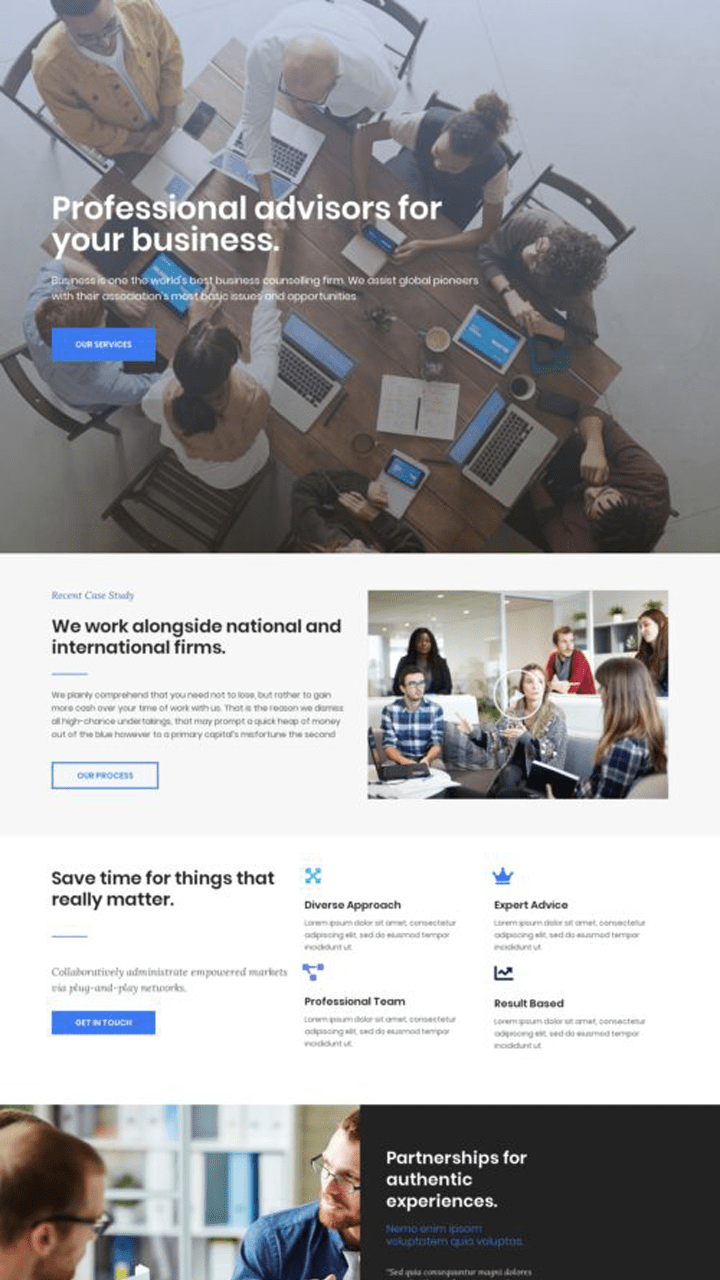 Professional advisors for
your business.
Business is one the world's best business counselling firm. We assist global pioneers
with their association's most basic issues and opportunities
OUR SERVICES
Recent Case Study
We work alongside national and
international firms.
We plainly comprehend that you need not to lose, but rather to gain
more cash over your time of work with us. That is the reason we dismiss
all high-chance undertakings, that may prompt a quick heap of money
out of the blue however to a primary capital's misfortune the second
OUR PROCESS
Save time for things that
really matter.
Collaboratively administrate empowered markets
via plug-and-play networks.
GET IN TOUCH
Diverse Approach
Lorem ipsum dolor sit amet, consectetur
adipiscing elit, sed do eiusmod tempor
incididunt ut
Expert Advice
Lorem ipsum dolor sit amet, consectetur
adipiscing elit, sed do eiusmod tempor
incididunt ut
Professional Team
Lorem ipsum dolor sit amet, consectetur
adipiscing elit, sed do eiusmod tempor
incididunt ut
Result Based
Lorem ipsum dolor sit amet, consectetur
adipiscing elit, sed do eiusmod tempor
incididunt ut
Partnerships for
authentic
experiences.
Nemo enim ipsam
voluptatem quia voluptas.
"Sed quia consequuntur magni dolores